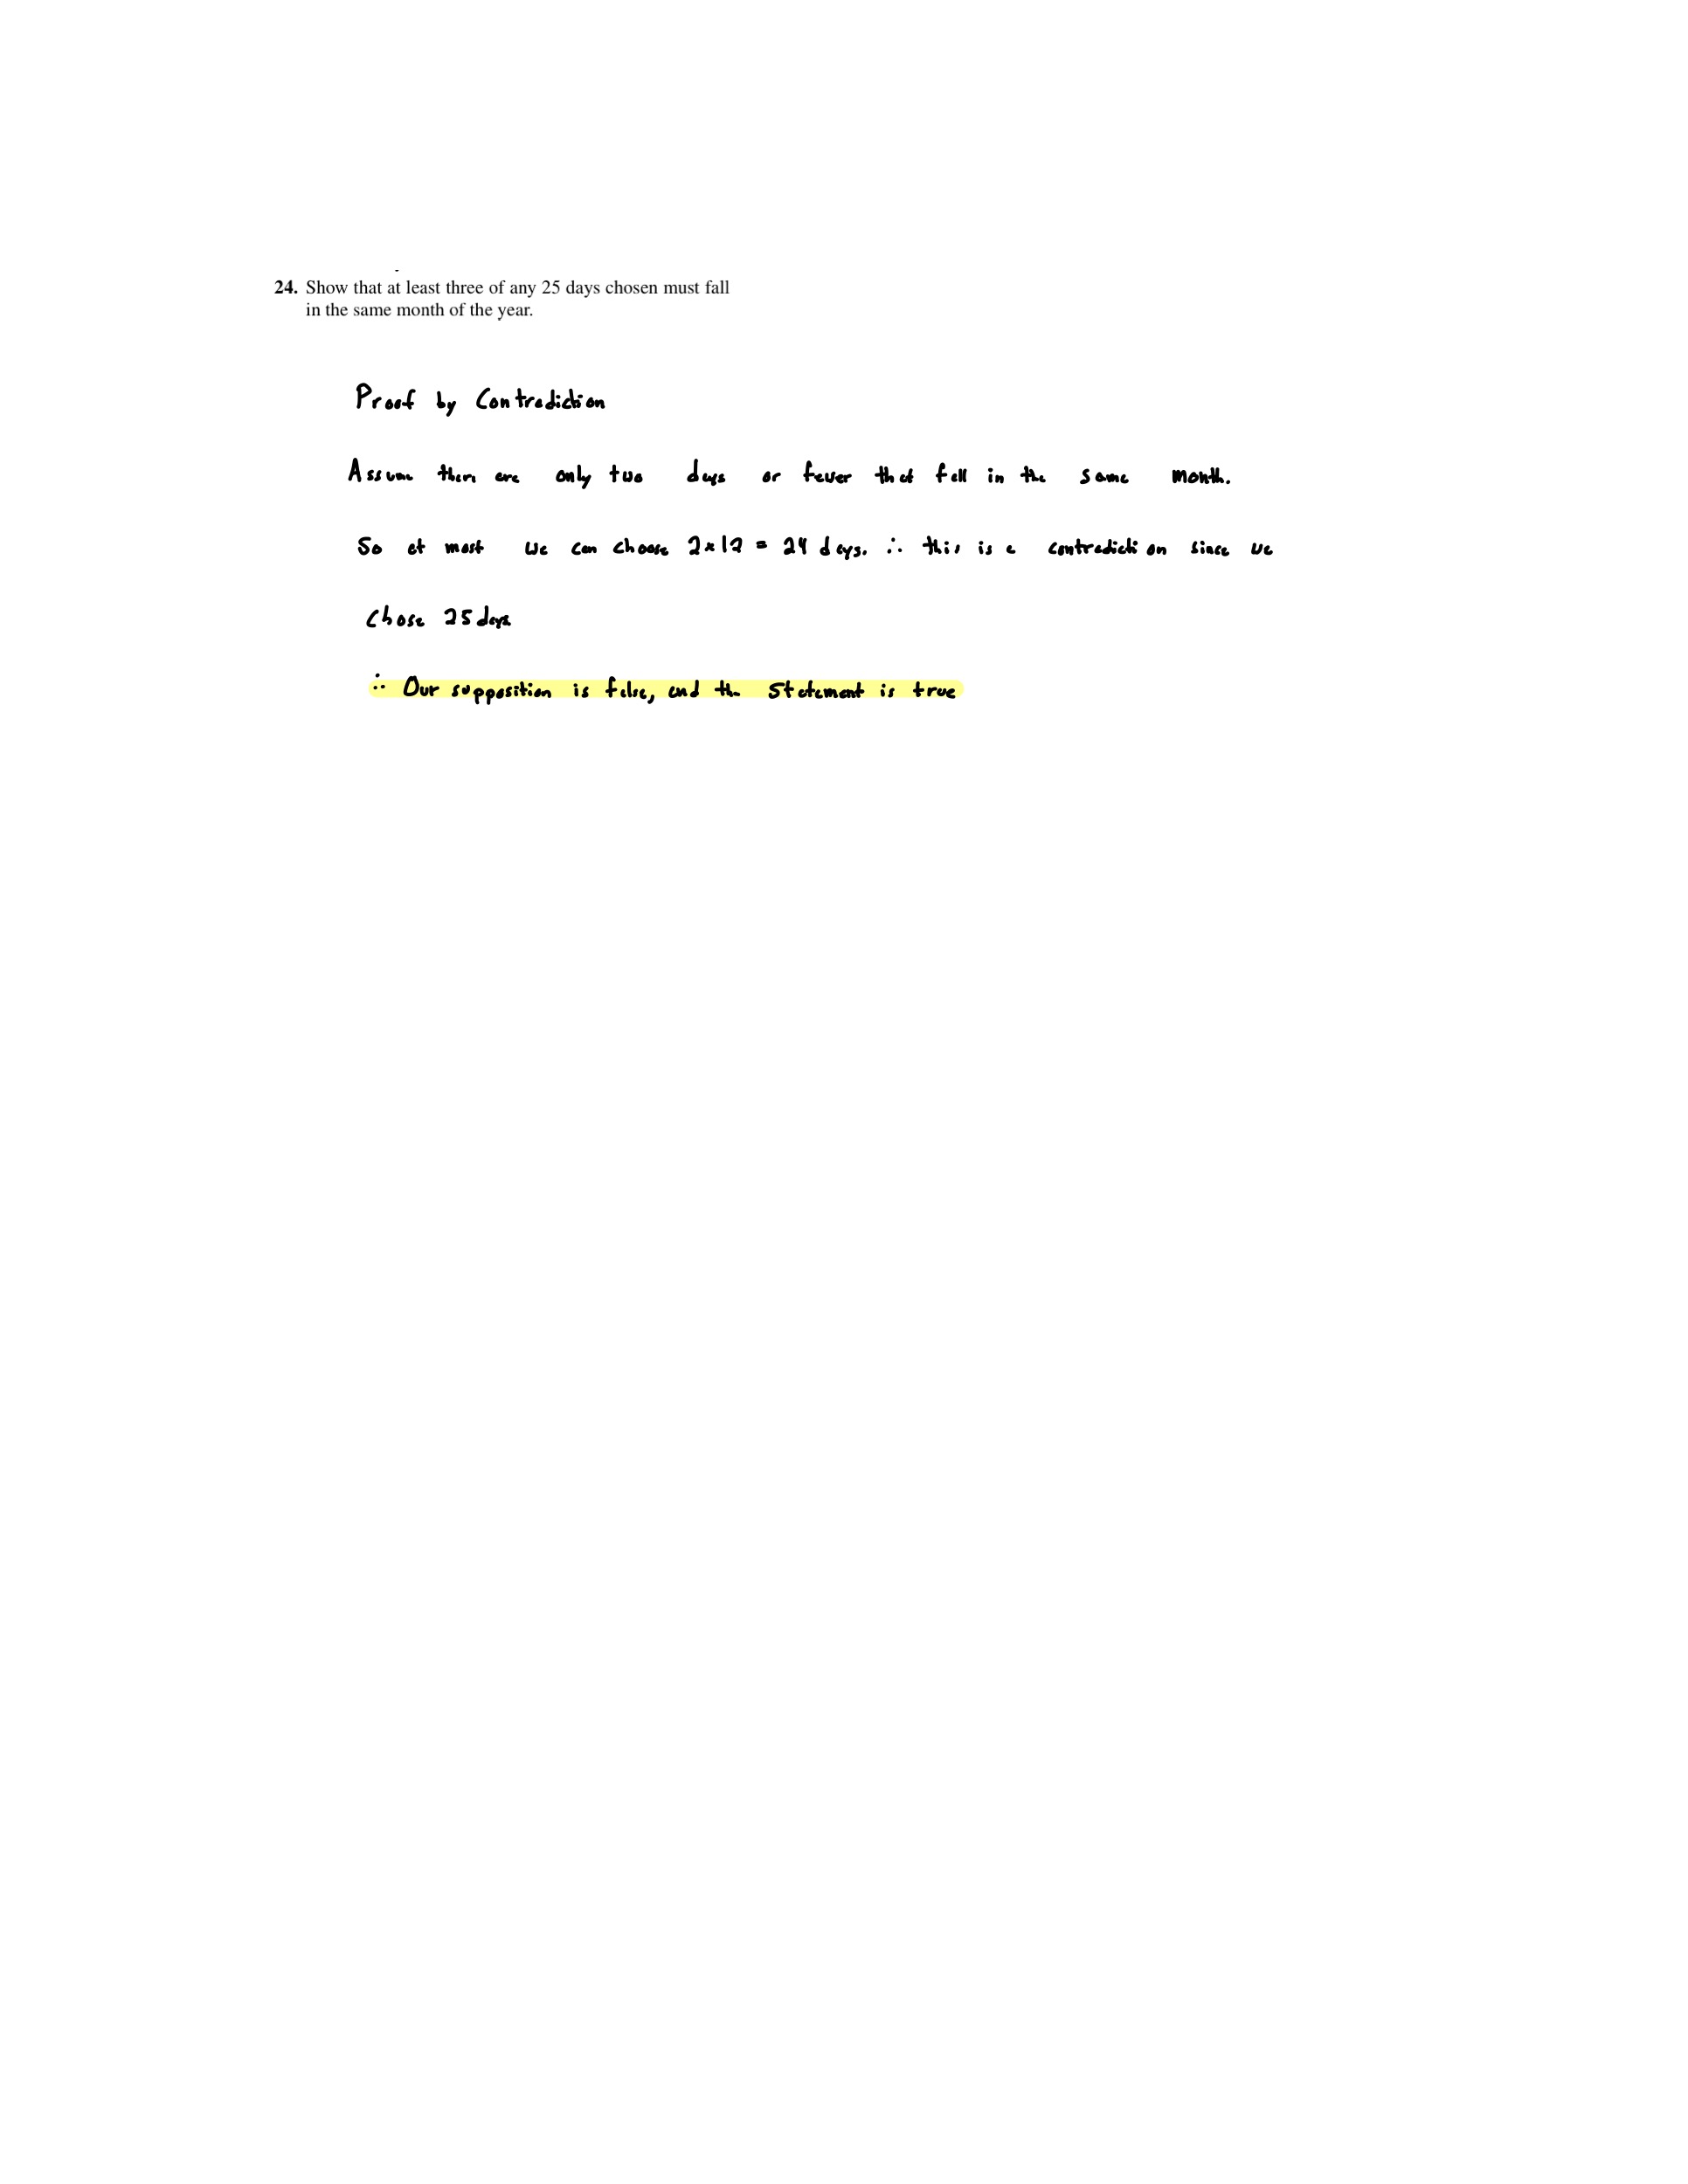 24. Show that at least three of any 25 days chosen must fall
in the same month of the year.
Proof by Contradiction
Assume there are only two days or fewer that fall in the same month.
So at most we can choose 2×12 = 24 days. ∴ this is a contradiction since we
chose 25 days
∴ Our supposition is false, and the statement is true